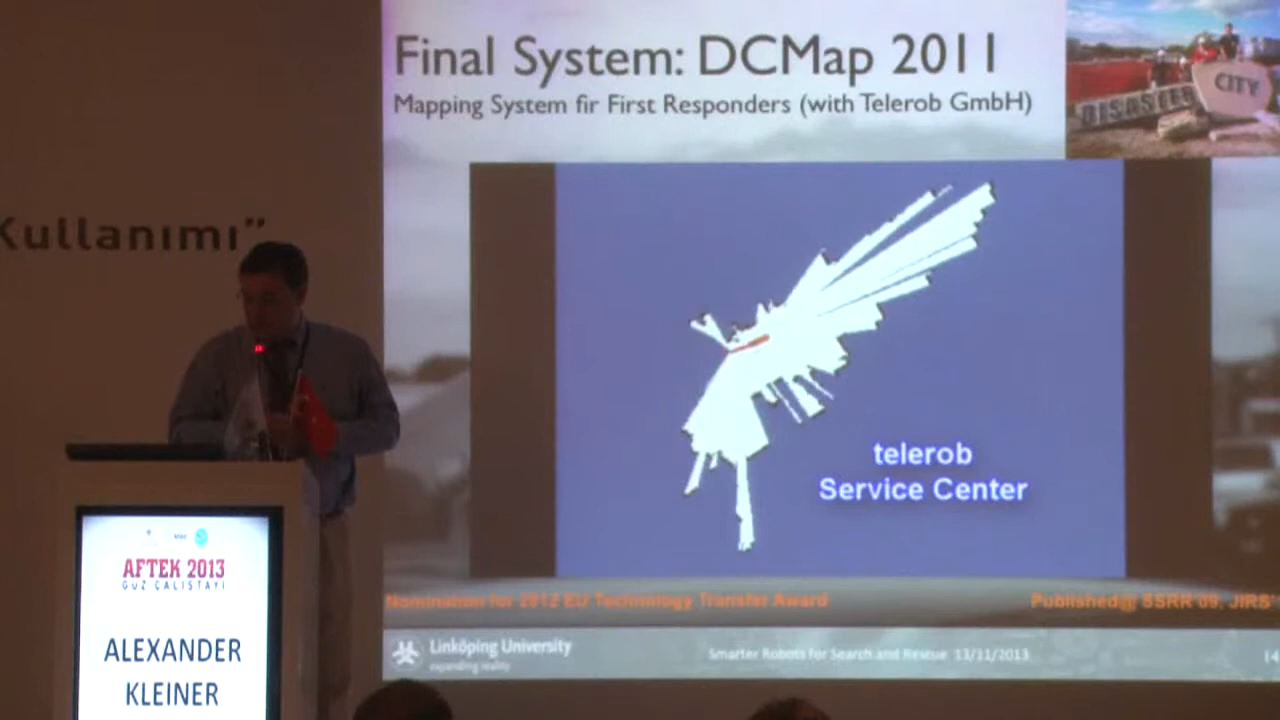 Final System: DCMap 2011
Mapping System fir First Responders (with Telerob GmbH)
DISASTER
CITY
Kullanımı”
telerob
Service Center
Nomination for 2012 EU Technology Transfer Award
Published@ SSRR 09, JIRS'
Linköping University
expanding reality
Smarter Robots for Search and Rescue 13/11/2013
14
AFTEK 2013
GÜZ ÇALIŞTAYI
ALEXANDER
KLEINER